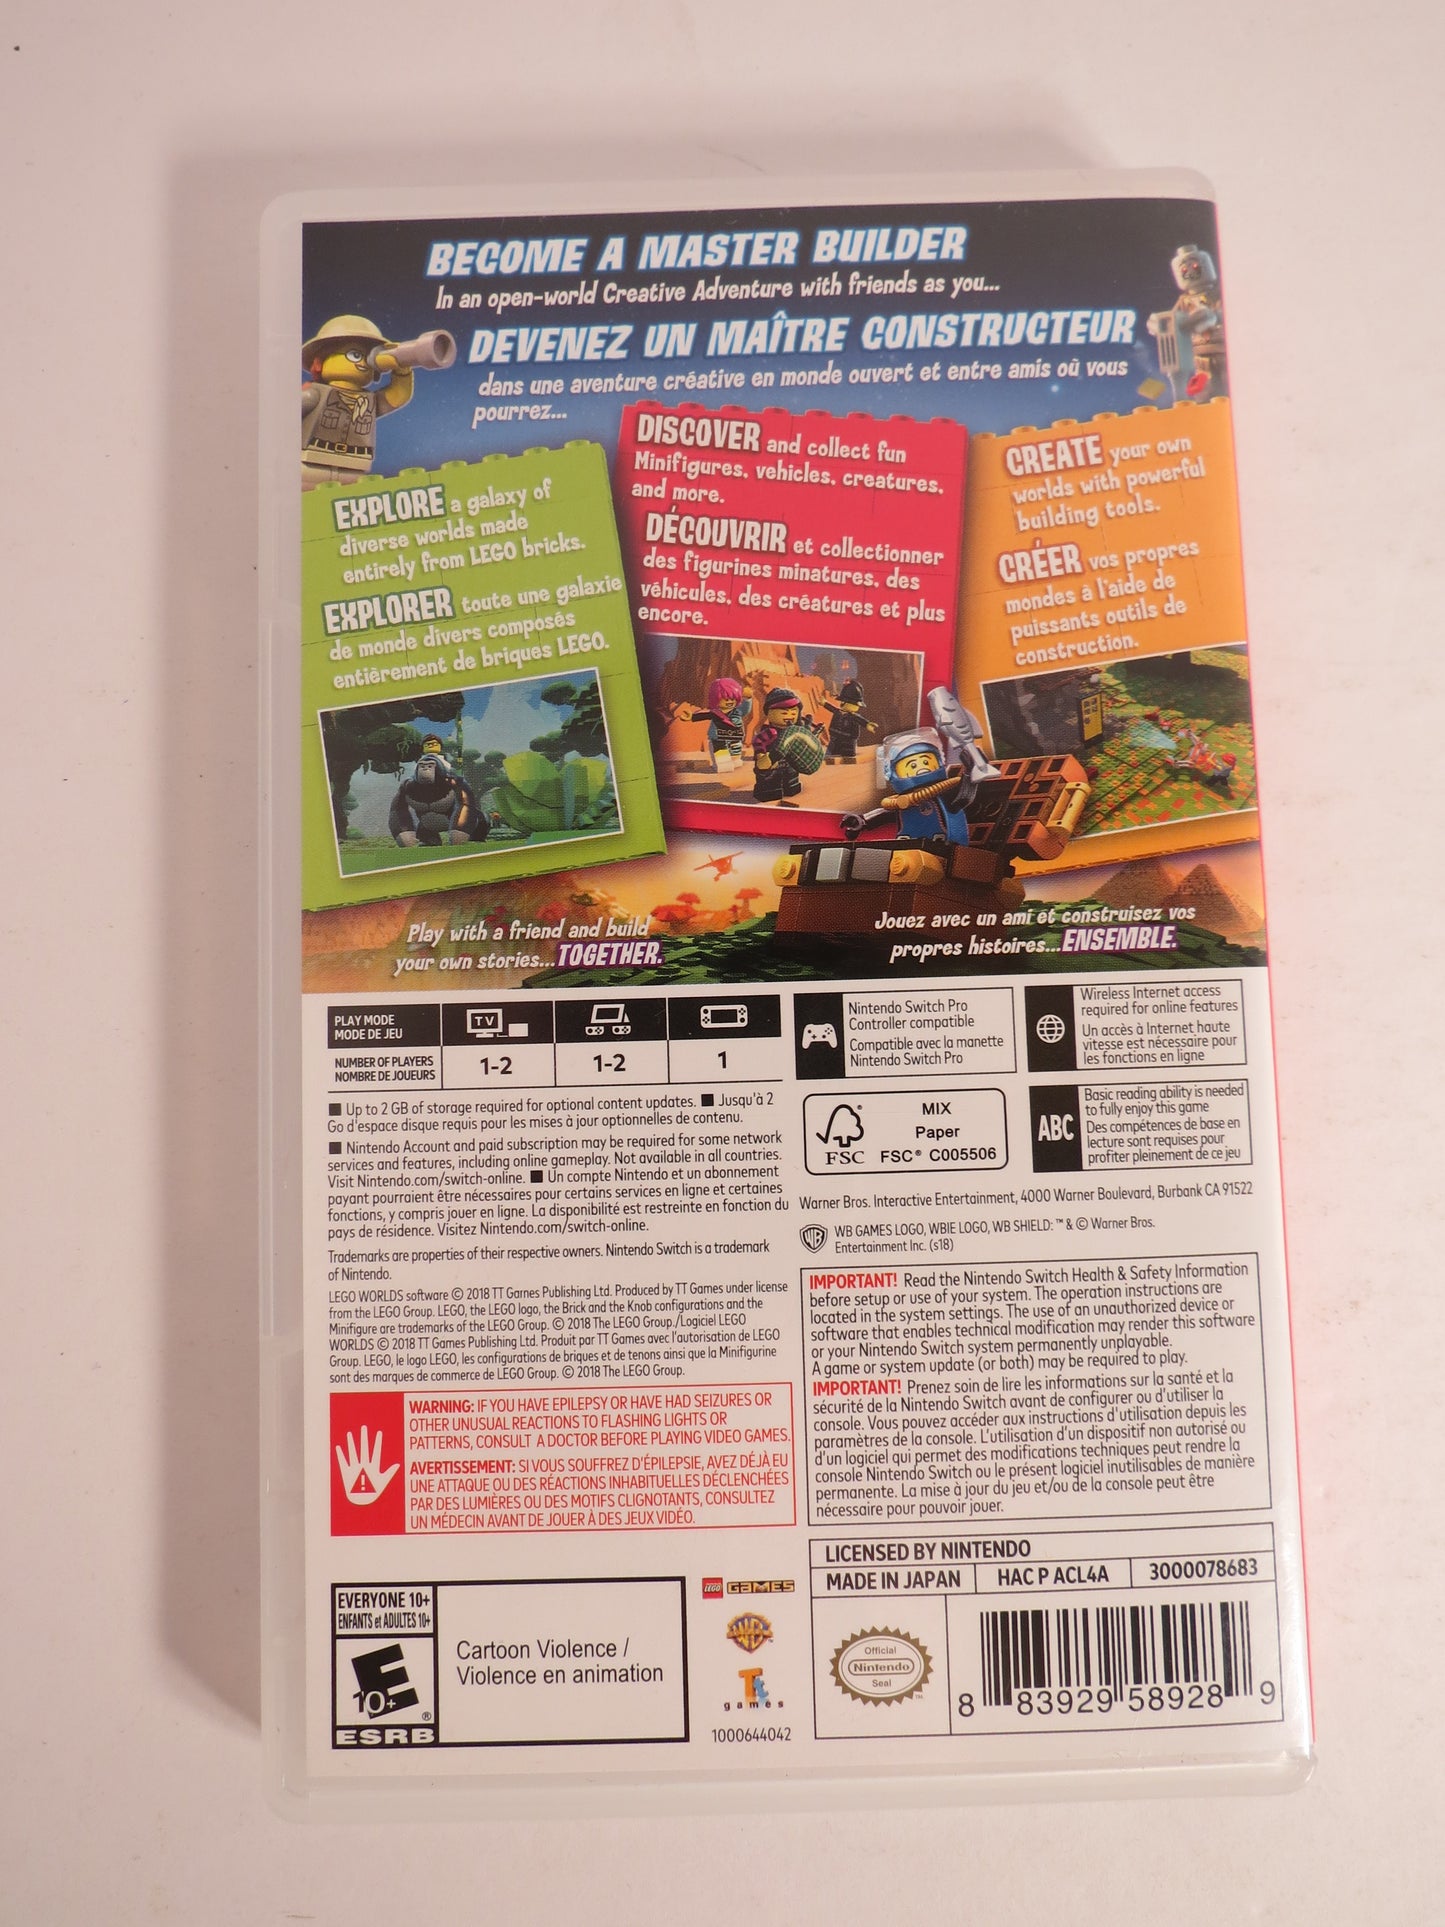 BECOME A MASTER BUILDER
In an open-world Creative Adventure with friends as you...
DEVENEZ UN MAÎTRE CONSTRUCTEUR
dans une aventure créative en monde ouvert et entre amis où vous
pourrez...
EXPLORE a galaxy of
diverse worlds made
entirely from LEGO bricks.
EXPLORER toute une galaxie
de monde divers composés
entièrement de briques LEGO.
DISCOVER and collect fun
Minifigures, vehicles, creatures,
and more.
DÉCOUVRIR et collectionner
des figurines minatures, des
véhicules, des créatures et plus
encore.
CREATE your own
worlds with powerful
building tools.
CRÉER vos propres
mondes à l'aide de
puissants outils de
construction.
Play with a friend and build
your own stories...TOGETHER.
Jouez avec un ami et construisez vos
propres histoires...ENSEMBLE.
PLAY MODE
MODE DE JEU
TV
NUMBER OF PLAYERS
NOMBRE DE JOUEURS
1-2
1-2
1
Nintendo Switch Pro
Controller compatible
Compatible avec la manette
Nintendo Switch Pro
Wireless Internet access
required for online features
Un accès à Internet haute
vitesse est nécessaire pour
les fonctions en ligne
■ Up to 2 GB of storage required for optional content updates. ■ Jusqu'à 2
Go d'espace disque requis pour les mises à jour optionnelles de contenu.
■ Nintendo Account and paid subscription may be required for some network
services and features, including online gameplay. Not available in all countries.
Visit Nintendo.com/switch-online. ■ Un compte Nintendo et un abonnement
payant pourraient être nécessaires pour certains services en ligne et certaines
fonctions, y compris jouer en ligne. La disponibilité est restreinte en fonction du
pays de résidence. Visitez Nintendo.com/switch-online.
Trademarks are properties of their respective owners. Nintendo Switch is a trademark
of Nintendo.
LEGO WORLDS software © 2018 TT Games Publishing Ltd. Produced by TT Games under license
from the LEGO Group. LEGO, the LEGO logo, the Brick and the Knob configurations and the
Minifigure are trademarks of the LEGO Group. © 2018 The LEGO Group./Logiciel LEGO
WORLDS © 2018 TT Games Publishing Ltd. Produit par TT Games avec l'autorisation de LEGO
Group. LEGO, le logo LEGO, les configurations de briques et de tenons ainsi que la Minifigurine
sont des marques de commerce de LEGO Group. © 2018 The LEGO Group.
FSC
MIX
Paper
FSC® C005506
ABC
Basic reading ability is needed
to fully enjoy this game
Des compétences de base en
lecture sont requises pour
profiter pleinement de ce jeu
Warner Bros. Interactive Entertainment, 4000 Warner Boulevard, Burbank CA 91522
WB
WB GAMES LOGO, WBIE LOGO, WB SHIELD: ™ & © Warner Bros.
Entertainment Inc. (s18)
IMPORTANT! Read the Nintendo Switch Health & Safety Information
before setup or use of your system. The operation instructions are
located in the system settings. The use of an unauthorized device or
software that enables technical modification may render this software
or your Nintendo Switch system permanently unplayable.
A game or system update (or both) may be required to play.
IMPORTANT! Prenez soin de lire les informations sur la santé et la
sécurité de la Nintendo Switch avant de configurer ou d'utiliser la
console. Vous pouvez accéder aux instructions d'utilisation depuis les
paramètres de la console. L'utilisation d'un dispositif non autorisé ou
d'un logiciel qui permet des modifications techniques peut rendre la
console Nintendo Switch ou le présent logiciel inutilisables de manière
permanente. La mise à jour du jeu et/ou de la console peut être
nécessaire pour pouvoir jouer.
WARNING: IF YOU HAVE EPILEPSY OR HAVE HAD SEIZURES OR
OTHER UNUSUAL REACTIONS TO FLASHING LIGHTS OR
PATTERNS, CONSULT A DOCTOR BEFORE PLAYING VIDEO GAMES.
AVERTISSEMENT: SI VOUS SOUFFREZ D'ÉPILEPSIE, AVEZ DÉJÀ EU
UNE ATTAQUE OU DES RÉACTIONS INHABITUELLES DÉCLENCHÉES
PAR DES LUMIÈRES OU DES MOTIFS CLIGNOTANTS, CONSULTEZ
UN MÉDECIN AVANT DE JOUER À DES JEUX VIDÉO.
EVERYONE 10+
ENFANTS et ADULTES 10+
E
10+
®
ESRB
Cartoon Violence /
Violence en animation
LEGO GAMES
WB
Tt
games
1000644042
LICENSED BY NINTENDO
MADE IN JAPAN
HAC P ACL4A
3000078683
Official
Nintendo
Seal
™
8 83929 58928 9